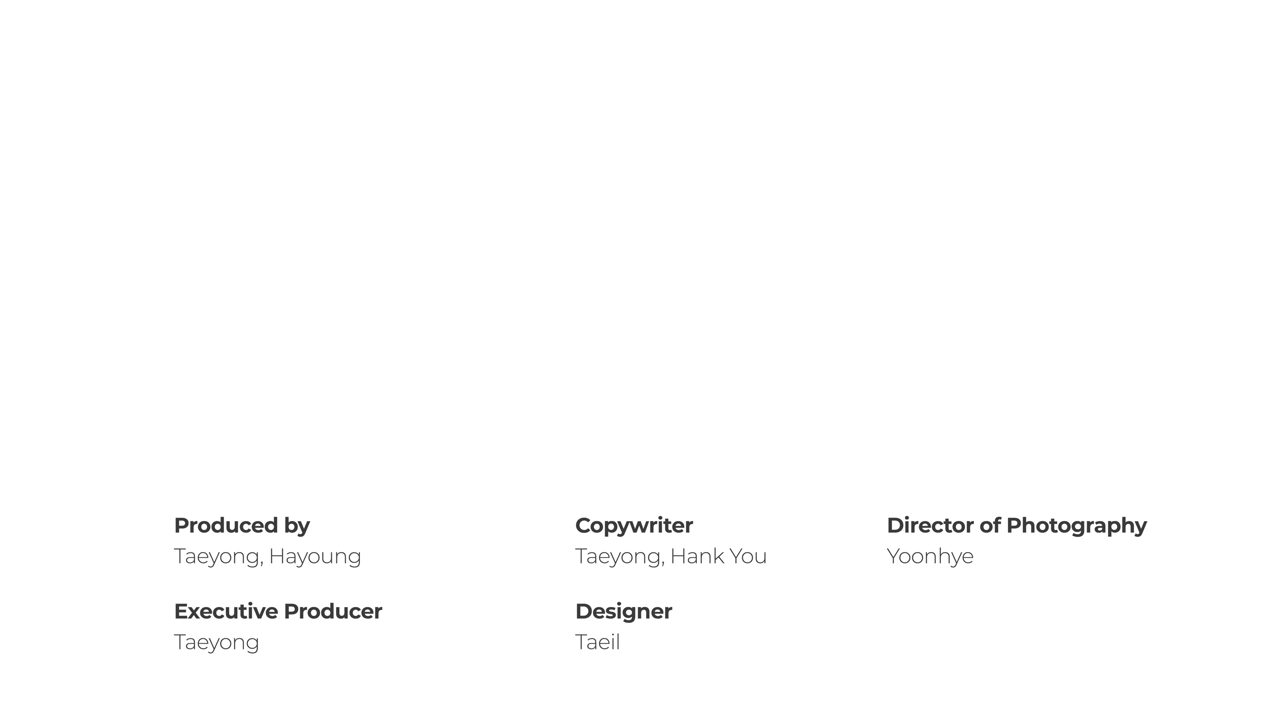 Produced by
Taeyong, Hayoung
Executive Producer
Taeyong
Copywriter
Taeyong, Hank You
Designer
Taeil
Director of Photography
Yoonhye